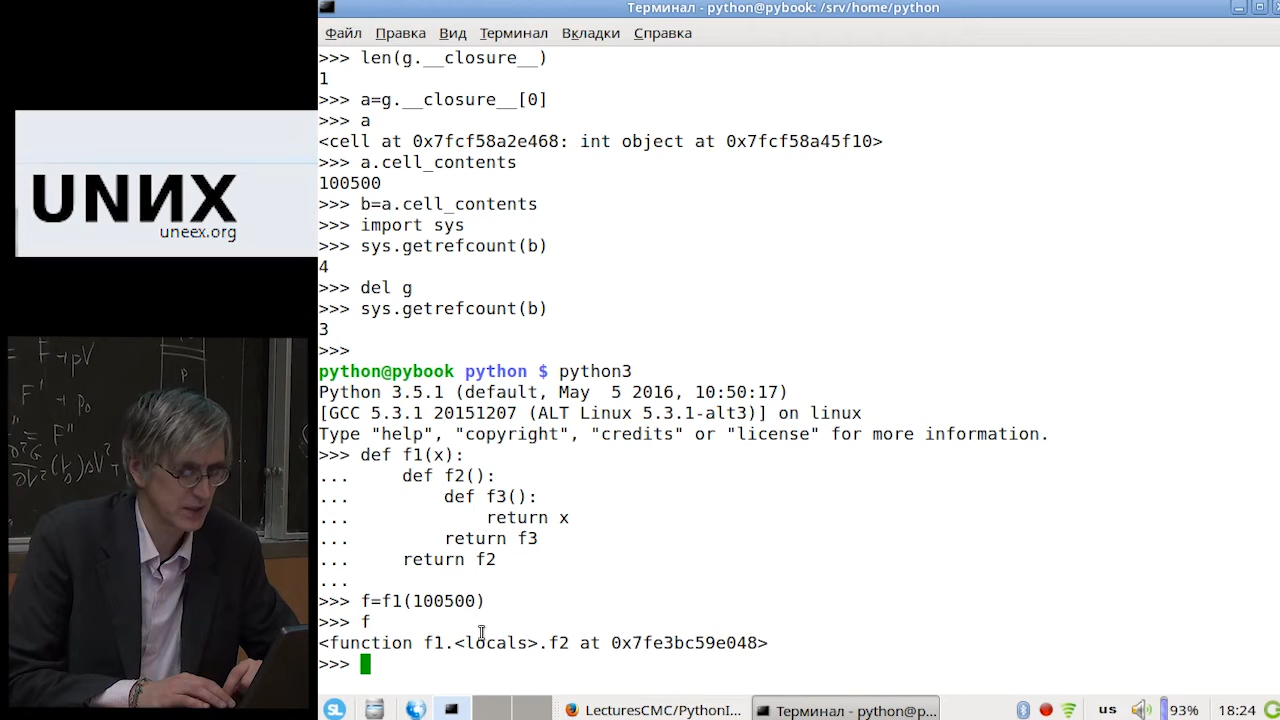 Терминал - python@pybook: /srv/home/python
Файл Правка Вид Терминал Вкладки Справка
>>> len(g.__closure__)
1
>>> a=g.__closure__[0]
>>> a
<cell at 0x7fcf58a2e468: int object at 0x7fcf58a45f10>
>>> a.cell_contents
100500
>>> b=a.cell_contents
>>> import sys
>>> sys.getrefcount(b)
4
>>> del g
>>> sys.getrefcount(b)
3
>>>
python@pybook python $ python3
Python 3.5.1 (default, May  5 2016, 10:50:17)
[GCC 5.3.1 20151207 (ALT Linux 5.3.1-alt3)] on linux
Type "help", "copyright", "credits" or "license" for more information.
>>> def f1(x):
...     def f2():
...         def f3():
...             return x
...         return f3
...     return f2
...
>>> f=f1(100500)
>>> f
<function f1.<locals>.f2 at 0x7fe3bc59e048>
>>>
LecturesCMC/PythonI... Терминал - python@p... us 93% 18:24
UNИX
uneex.org